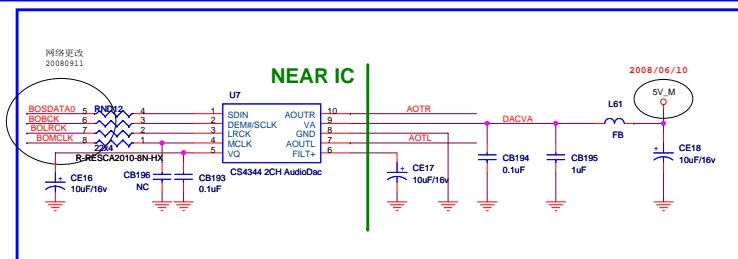 网络更改
20080911
NEAR IC
2008/06/10
U7
5V_M
L61
BOSDATA0 5 RND12 4 1 SDIN AOUTR 10 AOTR
BOBCK 6 3 2 DEM#/SCLK VA 9 DACVA
FB
BOLRCK 7 2 3 LRCK GND 8
BOMCLK 8 1 4 MCLK AOUTL 7 AOTL
22X4 5 VQ FILT+ 6
R-RESCA2010-8N-HX
CS4344 2CH AudioDac
CE16
10uF/16v
CB196
NC
CB193
0.1uF
CE17
10uF/16v
CB194
0.1uF
CB195
1uF
CE18
10uF/16v